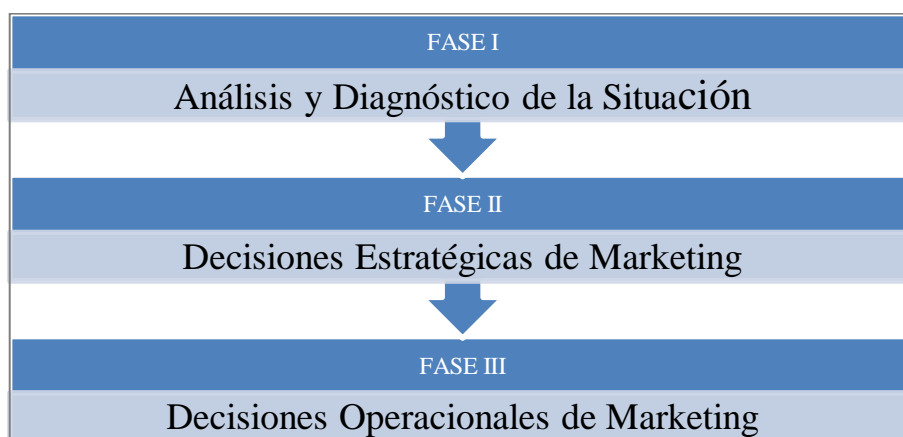 FASE I
Análisis y Diagnóstico de la Situación
FASE II
Decisiones Estratégicas de Marketing
FASE III
Decisiones Operacionales de Marketing